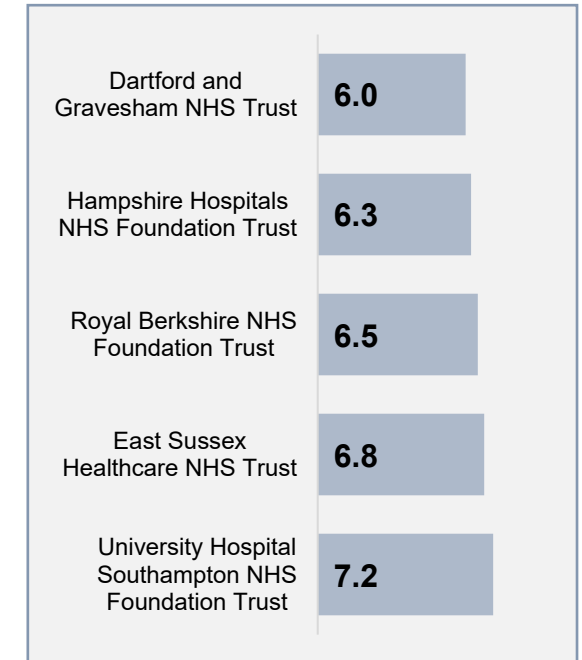 Dartford and
Gravesham NHS Trust
6.0
Hampshire Hospitals
NHS Foundation Trust
6.3
Royal Berkshire NHS
Foundation Trust
6.5
East Sussex
Healthcare NHS Trust
6.8
University Hospital
Southampton NHS
Foundation Trust
7.2